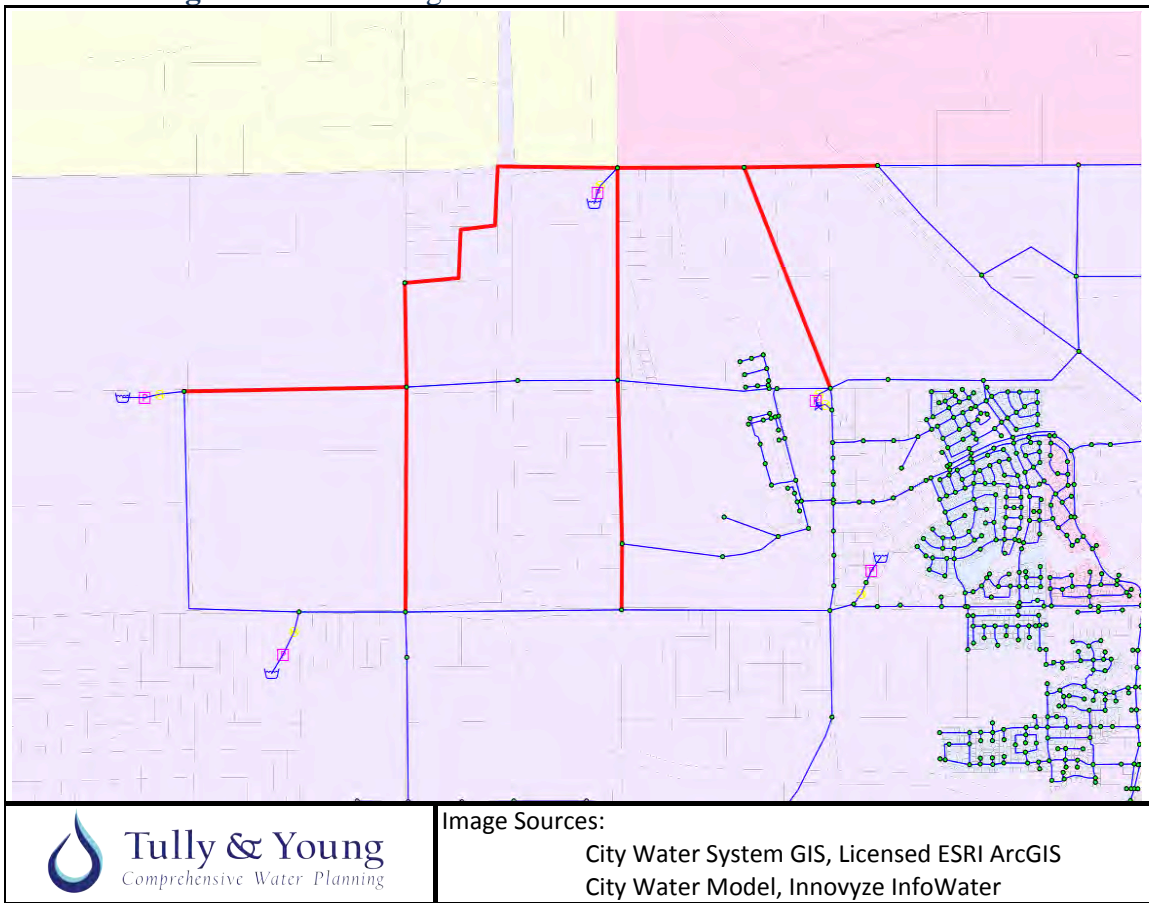 P
P
P
P
P
Tully & Young
Comprehensive Water Planning
Image Sources:
City Water System GIS, Licensed ESRI ArcGIS
City Water Model, Innovyze InfoWater